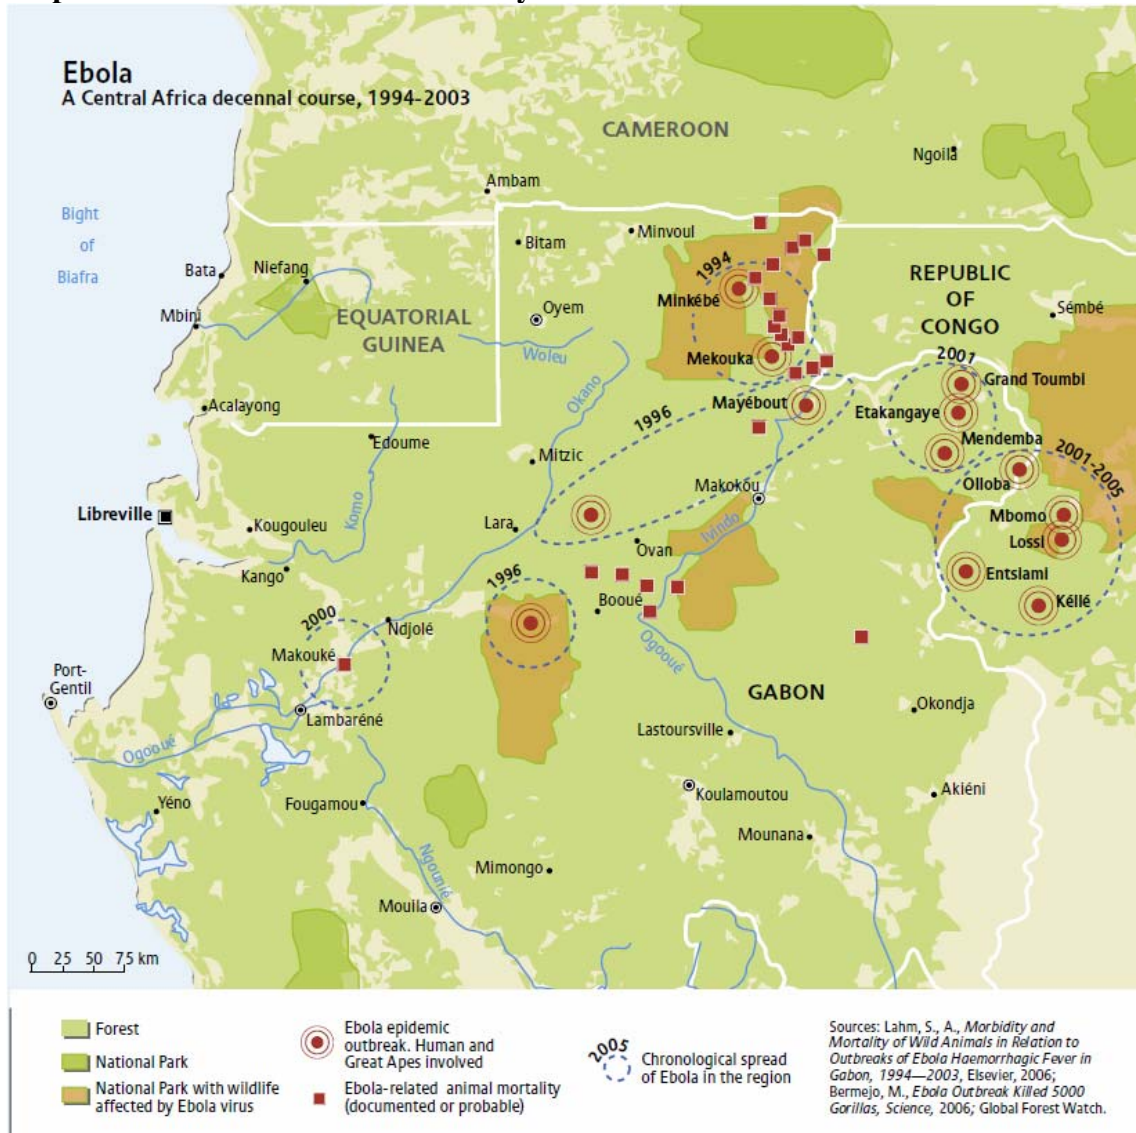 Ebola
A Central Africa decennal course, 1994-2003
CAMEROON
Ngoila
Ambam
Bight
of
Biafra
Minvoul
Bitam
Bata
Niefang
1994
REPUBLIC
OF
CONGO
Minkébé
Oyem
Mbini
EQUATORIAL
GUINEA
Sémbé
Woleu
Mekouka
2001
Grand Toumbi
Okano
Mayébout
Etakangaye
Acalayong
1996
Edoume
Mendemba
Mitzic
2001-2005
Olloba
Makokou
Libreville
Kougouleu
Komo
Lara
Ivindo
Mbomo
Lossi
Ovan
Kango
1996
Entsiami
Booué
Kéllé
2000
Ndjolé
Makouké
Ogooué
Port-
Gentil
GABON
Okondja
Lambaréné
Lastoursville
Ogooué
Koulamoutou
Akiéni
Yéno
Fougamou
Mounana
Ngounié
Mimongo
Mouila
0 25 50 75 km
Forest
National Park
National Park with wildlife
affected by Ebola virus
Ebola epidemic
outbreak. Human and
Great Apes involved
Ebola-related animal mortality
(documented or probable)
2005
Chronological spread
of Ebola in the region
Sources: Lahm, S., A., Morbidity and
Mortality of Wild Animals in Relation to
Outbreaks of Ebola Haemorrhagic Fever in
Gabon, 1994—2003, Elsevier, 2006;
Bermejo, M., Ebola Outbreak Killed 5000
Gorillas, Science, 2006; Global Forest Watch.